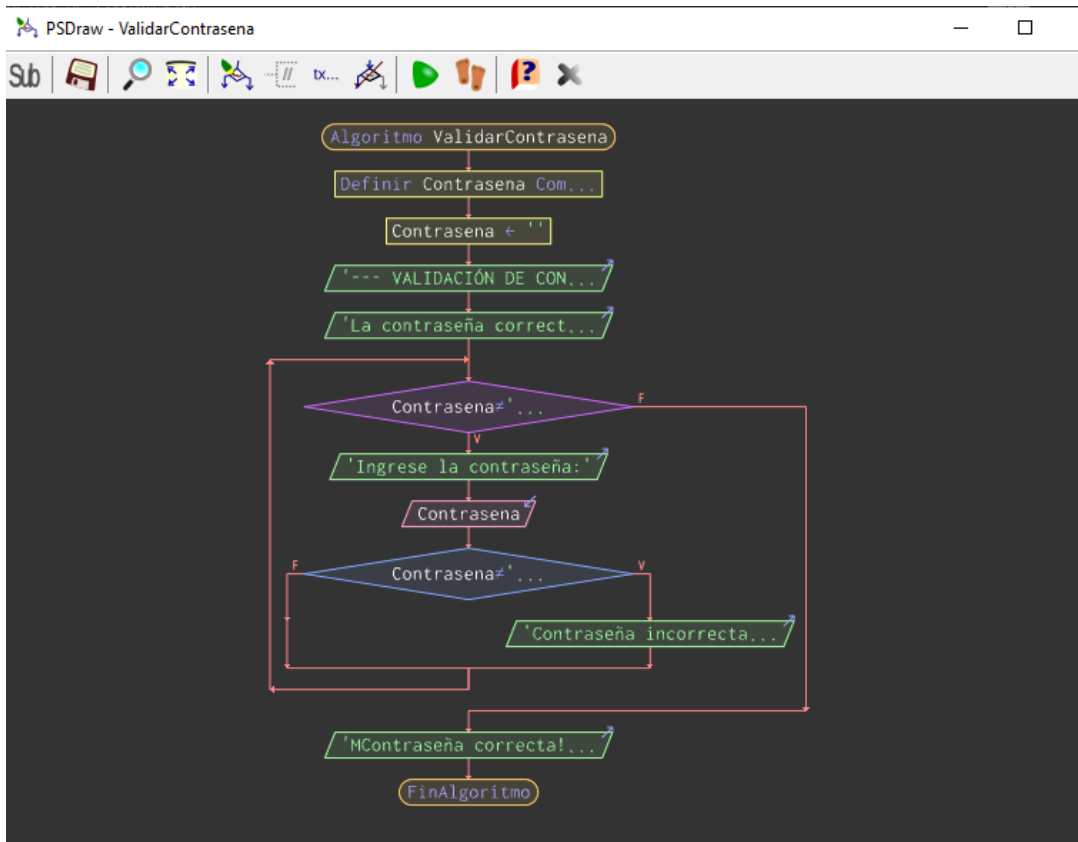 PSDraw - ValidarContrasena
Sub
tx...
Algoritmo ValidarContrasena
Definir Contrasena Com...
Contrasena ← ''
'--- VALIDACIÓN DE CON...
'La contraseña correct...
Contrasena≠'...
F
V
'Ingrese la contraseña:'
Contrasena
F
Contrasena≠'...
V
'Contraseña incorrecta...
'MContraseña correcta!...
FinAlgoritmo